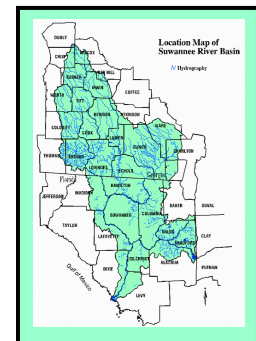 Location Map of
Suwannee River Basin
Hydrography
DOOLY
CRISP
WILCOX
TURNER
BEN HILL
IRWIN
WORTH
TIFT
COFFEE
BERRIEN
ATKINSON
COLQUITT
COOK
LANIER
WARE
CLINCH
THOMAS
BROOKS
LOWNDES
ECHOLS
CHARLTON
Florida
Georgia
HAMILTON
MADISON
JEFFERSON
BAKER
DUVAL
SUWANNEE
COLUMBIA
TAYLOR
LAFAYETTE
UNION
BRADFORD
CLAY
GILCHRIST
ALACHUA
PUTNAM
DIXIE
Gulf of Mexico
LEVY